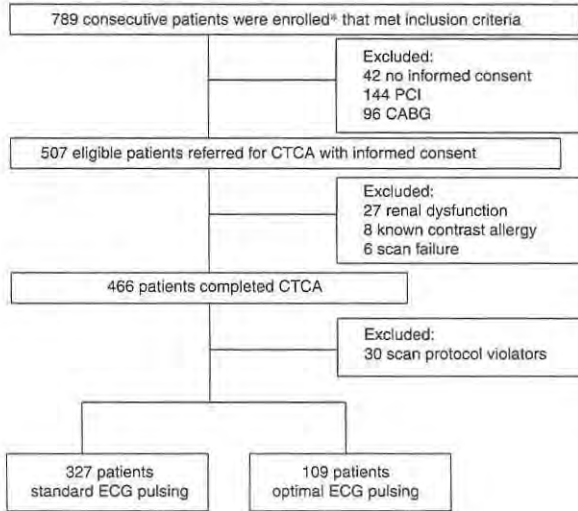 789 consecutive patients were enrolled* that met inclusion criteria
Excluded:
42 no informed consent
144 PCI
96 CABG
507 eligible patients referred for CTCA with informed consent
Excluded:
27 renal dysfunction
8 known contrast allergy
6 scan failure
466 patients completed CTCA
Excluded:
30 scan protocol violators
327 patients
standard ECG pulsing
109 patients
optimal ECG pulsing